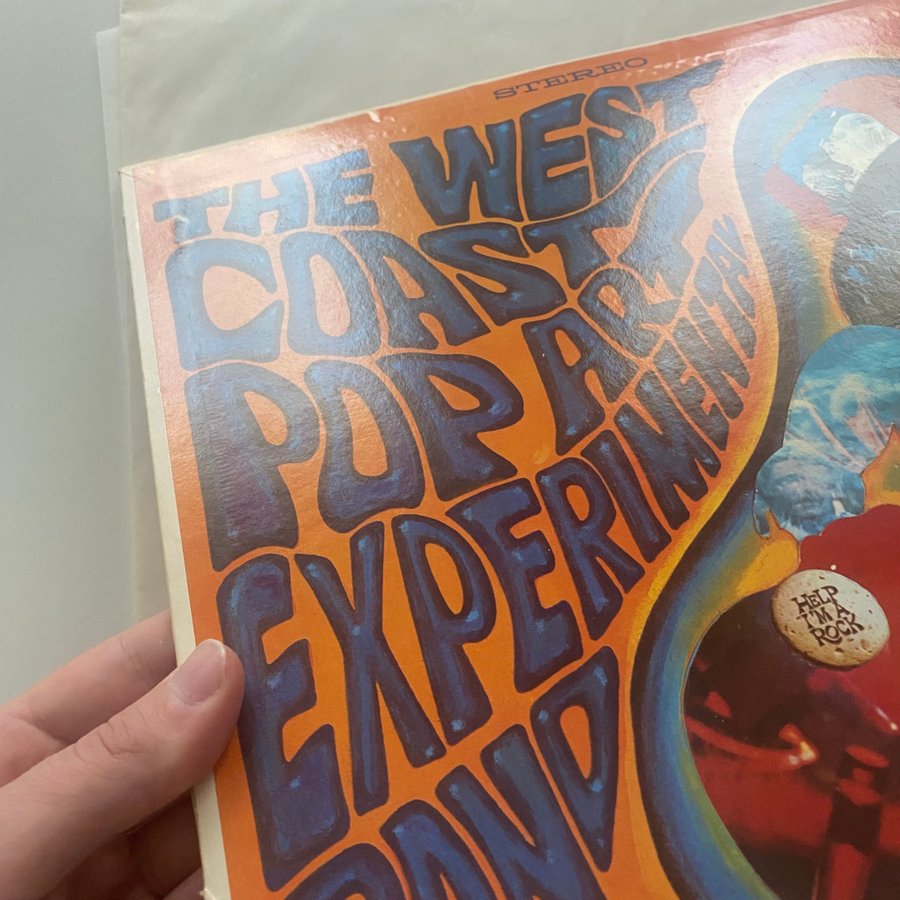 STEREO
THE WEST
COAST
POP ART
EXPERIMENTAL
BAND
HELP
I'M A
ROCK